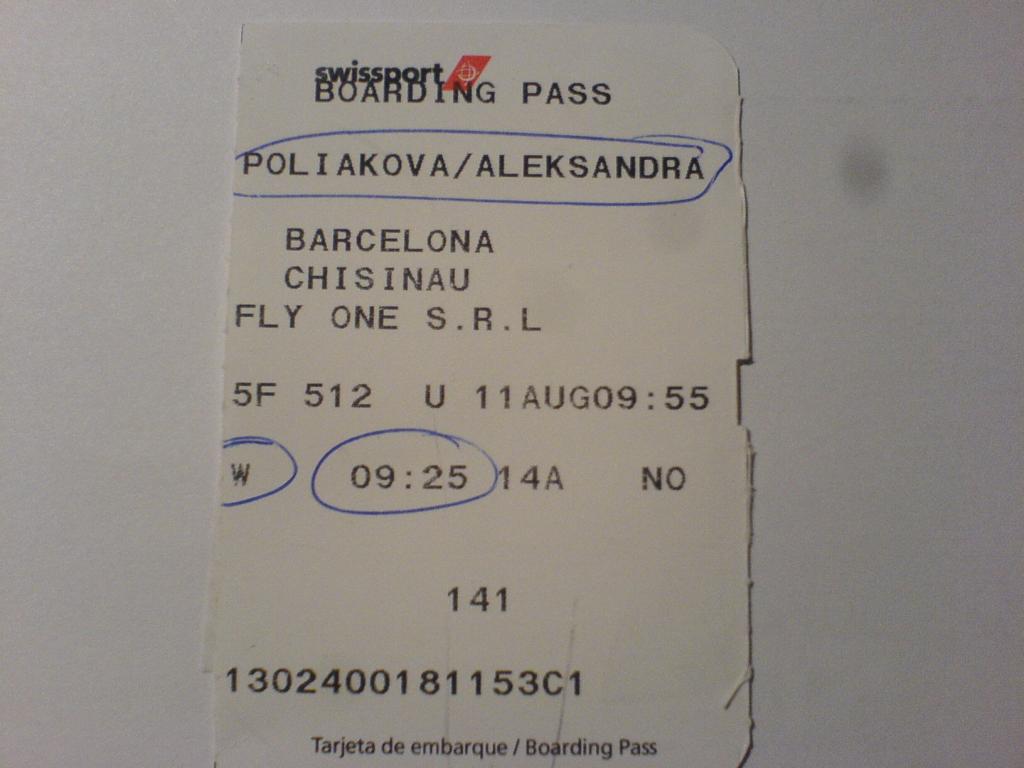 swissport
BOARDING PASS
POLIAKOVA/ALEKSANDRA
BARCELONA
CHISINAU
FLY ONE S.R.L
5F 512 U 11AUG09:55
W 09:25 14A NO
141
1302400181153C1
Tarjeta de embarque / Boarding Pass